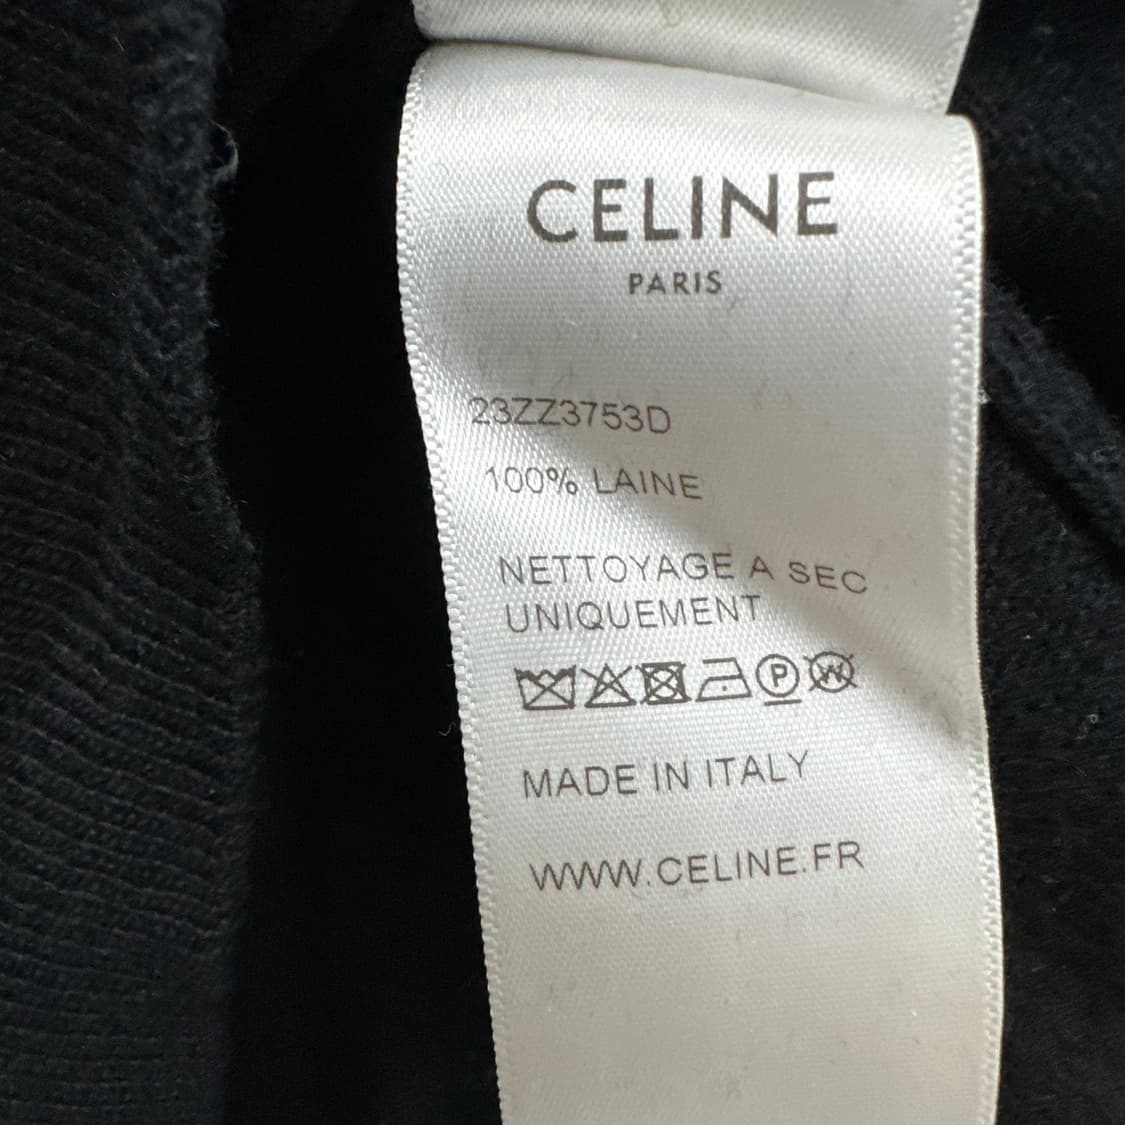 CELINE
PARIS
23ZZ3753D
100% LAINE
NETTOYAGE A SEC
UNIQUEMENT
P W
MADE IN ITALY
WWW.CELINE.FR